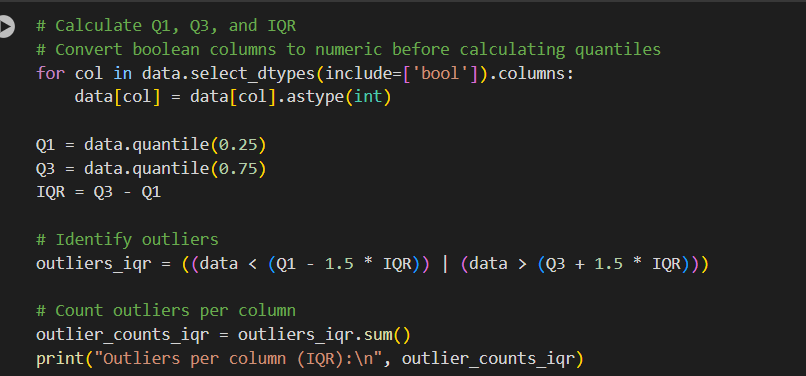 # Calculate Q1, Q3, and IQR
# Convert boolean columns to numeric before calculating quantiles
for col in data.select_dtypes(include=['bool']).columns:
    data[col] = data[col].astype(int)

Q1 = data.quantile(0.25)
Q3 = data.quantile(0.75)
IQR = Q3 - Q1

# Identify outliers
outliers_iqr = ((data < (Q1 - 1.5 * IQR)) | (data > (Q3 + 1.5 * IQR)))

# Count outliers per column
outlier_counts_iqr = outliers_iqr.sum()
print("Outliers per column (IQR):\n", outlier_counts_iqr)